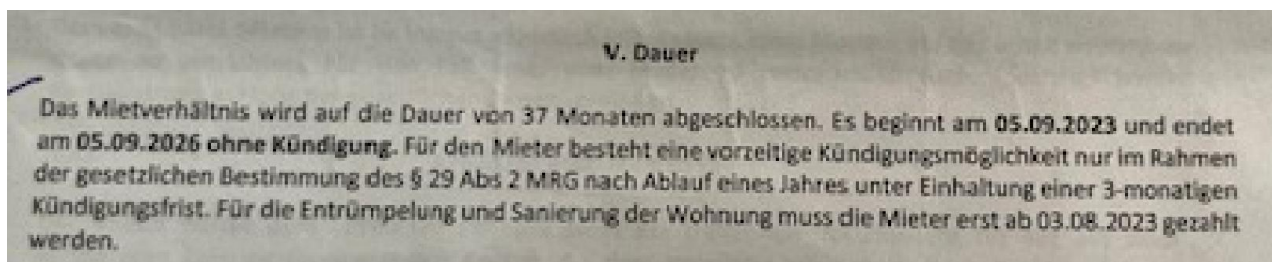 V. Dauer
Das Mietverhältnis wird auf die Dauer von 37 Monaten abgeschlossen. Es beginnt am 05.09.2023 und endet
am 05.09.2026 ohne Kündigung. Für den Mieter besteht eine vorzeitige Kündigungsmöglichkeit nur im Rahmen
der gesetzlichen Bestimmung des § 29 Abs 2 MRG nach Ablauf eines Jahres unter Einhaltung einer 3-monatigen
Kündigungsfrist. Für die Entrümpelung und Sanierung der Wohnung muss die Mieter erst ab 03.08.2023 gezahlt
werden.